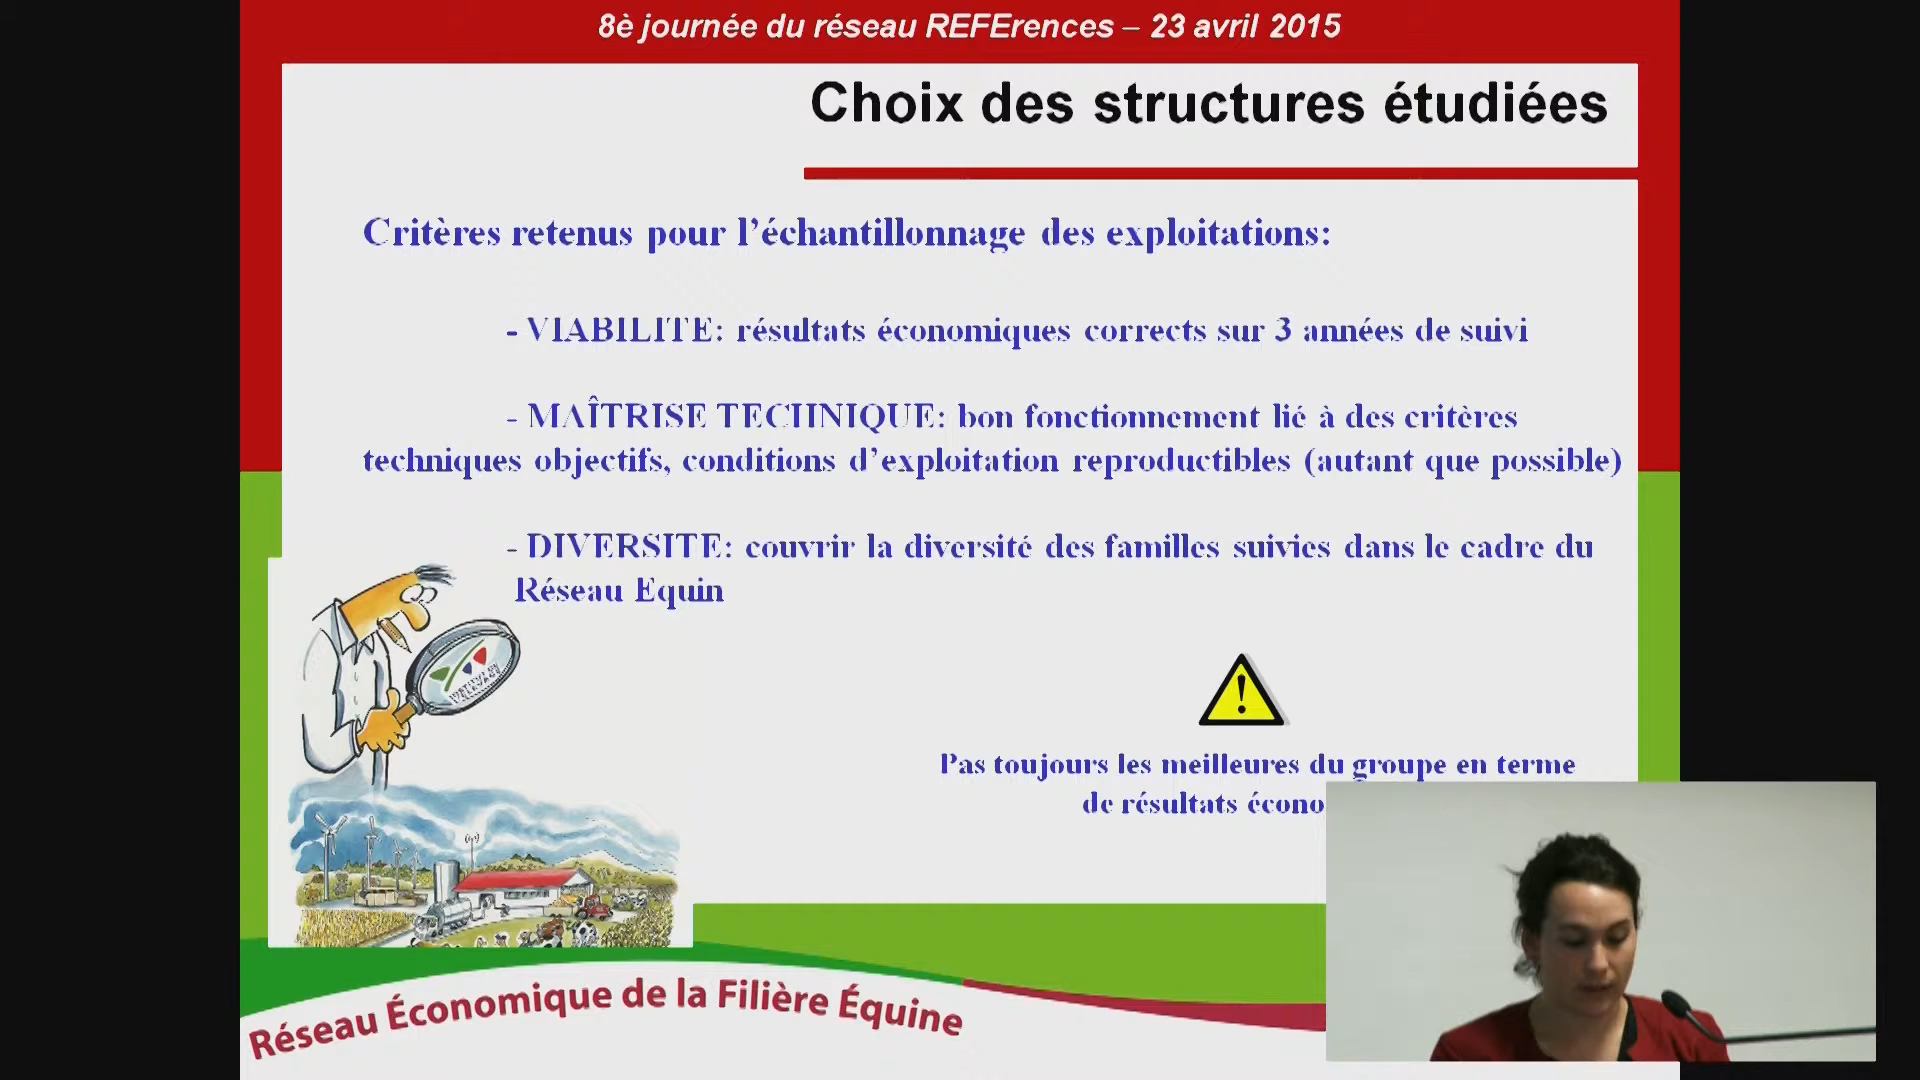 8è journée du réseau REFErences – 23 avril 2015
Choix des structures étudiées
Critères retenus pour l’échantillonnage des exploitations:
- VIABILITE: résultats économiques corrects sur 3 années de suivi
- MAÎTRISE TECHNIQUE: bon fonctionnement lié à des critères
techniques objectifs, conditions d’exploitation reproductibles (autant que possible)
- DIVERSITE: couvrir la diversité des familles suivies dans le cadre du
Réseau Equin
Pas toujours les meilleures du groupe en terme
de résultats écono
Réseau Économique de la Filière Équine